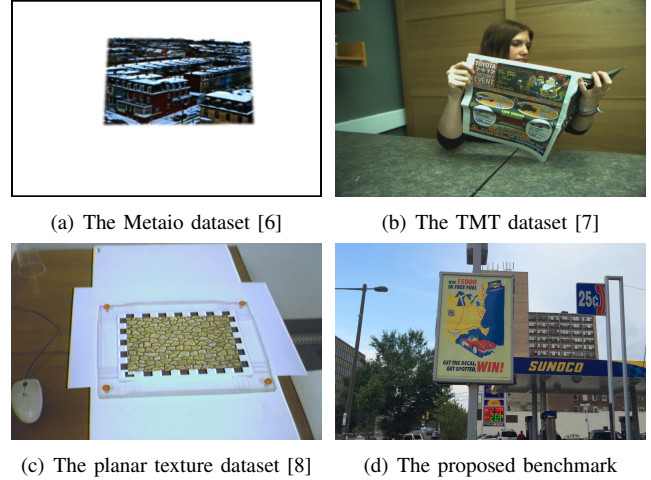 (a) The Metaio dataset [6]
TOYOTA
2012
EVENT
(b) The TMT dataset [7]
(c) The planar texture dataset [8]
WIN $5000
IN FREE FUEL
25¢
GET THE DECAL,
GET SPOTTED, WIN!
SUNOCO
(d) The proposed benchmark